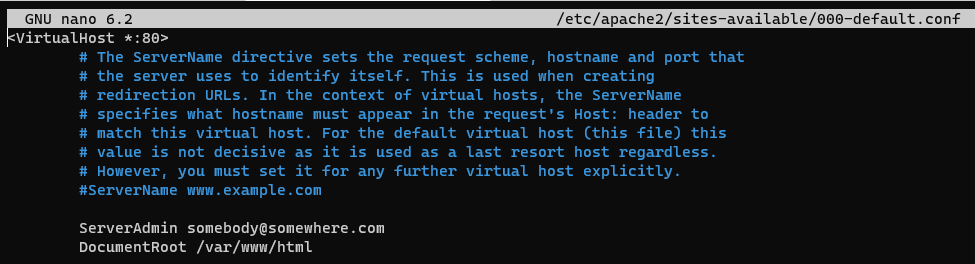 GNU nano 6.2 /etc/apache2/sites-available/000-default.conf
<VirtualHost *:80>
# The ServerName directive sets the request scheme, hostname and port that
# the server uses to identify itself. This is used when creating
# redirection URLs. In the context of virtual hosts, the ServerName
# specifies what hostname must appear in the request's Host: header to
# match this virtual host. For the default virtual host (this file) this
# value is not decisive as it is used as a last resort host regardless.
# However, you must set it for any further virtual host explicitly.
#ServerName www.example.com
ServerAdmin somebody@somewhere.com
DocumentRoot /var/www/html